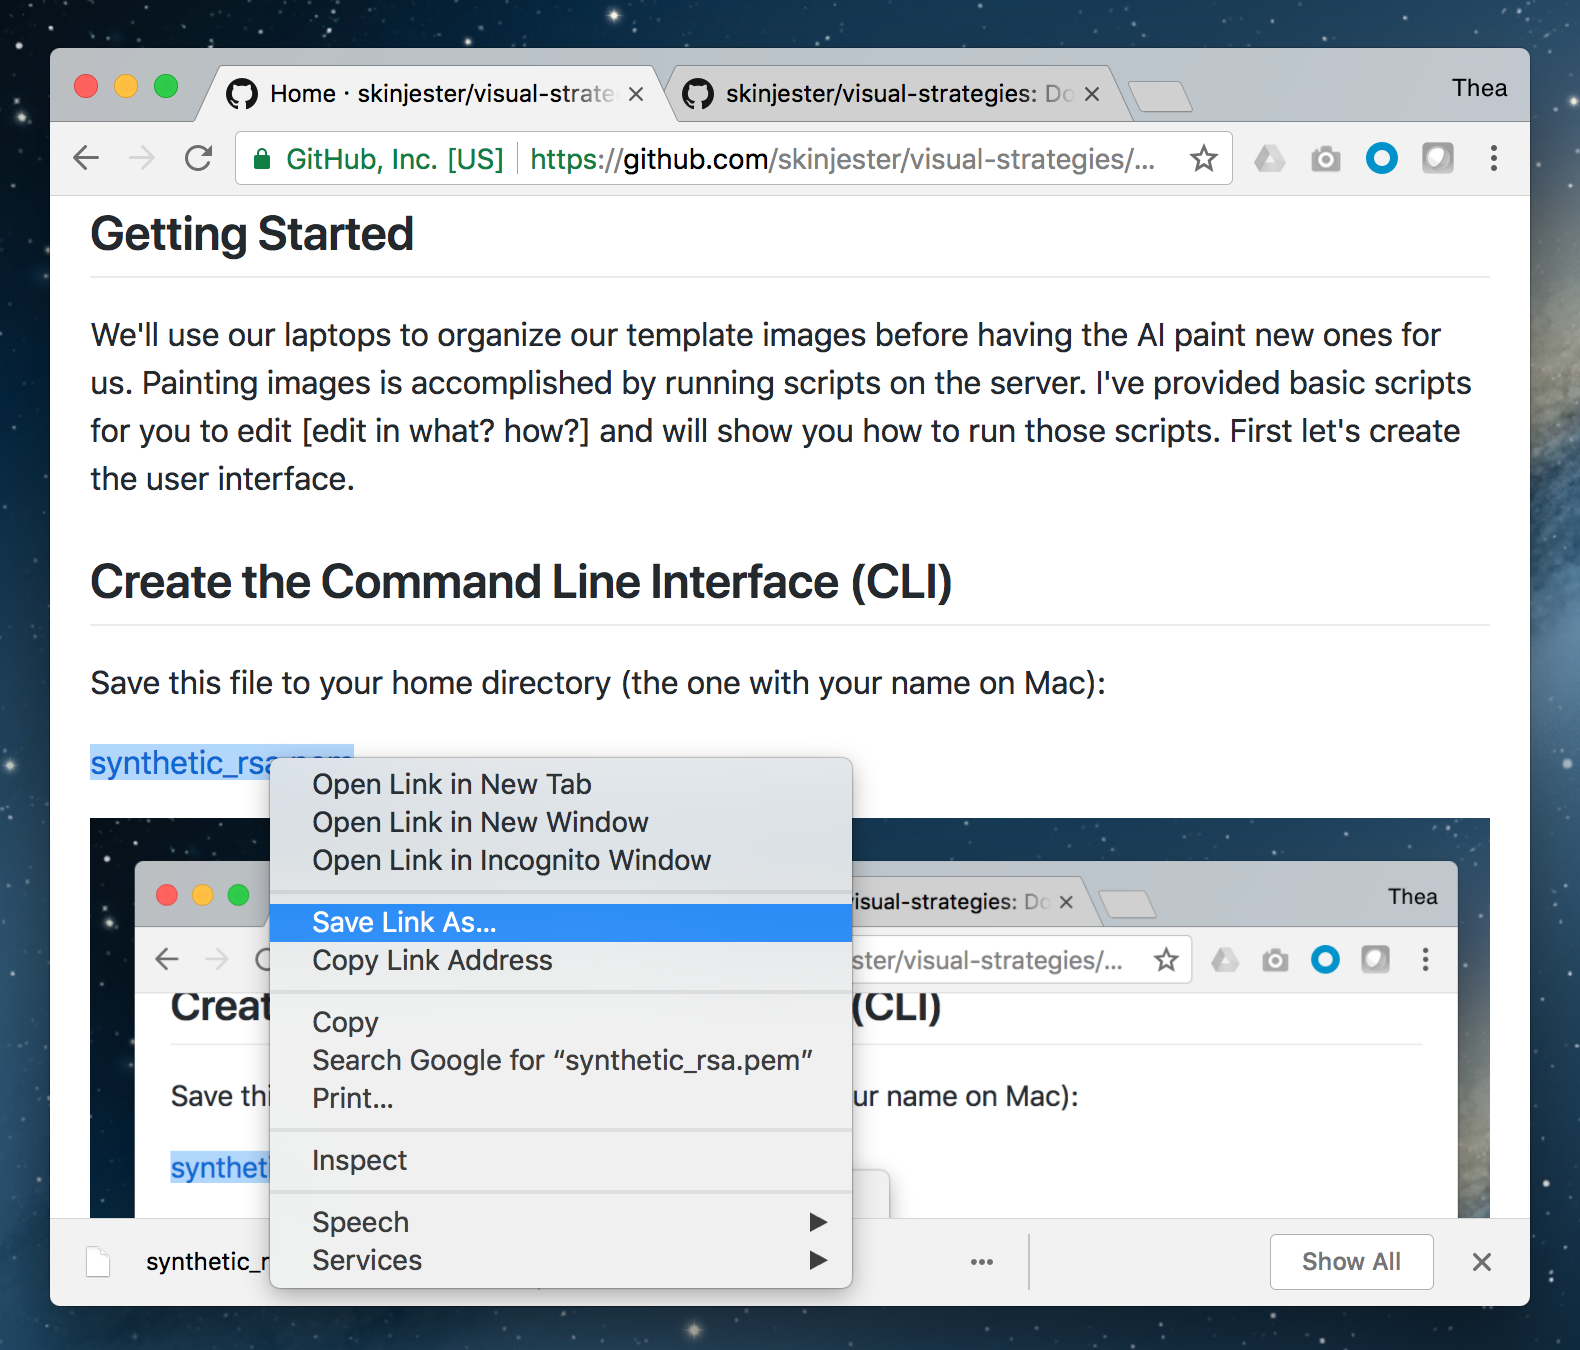 Home · skinjester/visual-strate
skinjester/visual-strategies: Do
Thea
GitHub, Inc. [US]
https://github.com/skinjester/visual-strategies/...
Getting Started
We'll use our laptops to organize our template images before having the AI paint new ones for
us. Painting images is accomplished by running scripts on the server. I've provided basic scripts
for you to edit [edit in what? how?] and will show you how to run those scripts. First let's create
the user interface.
Create the Command Line Interface (CLI)
Save this file to your home directory (the one with your name on Mac):
synthetic_rsa.pem
Open Link in New Tab
Open Link in New Window
Open Link in Incognito Window
Save Link As...
Copy Link Address
Copy
Search Google for “synthetic_rsa.pem”
Print...
Inspect
Speech
Services
isual-strategies: Do
Thea
ster/visual-strategies/...
Creat
(CLI)
Save thi
ur name on Mac):
syntheti
synthetic_r
Show All